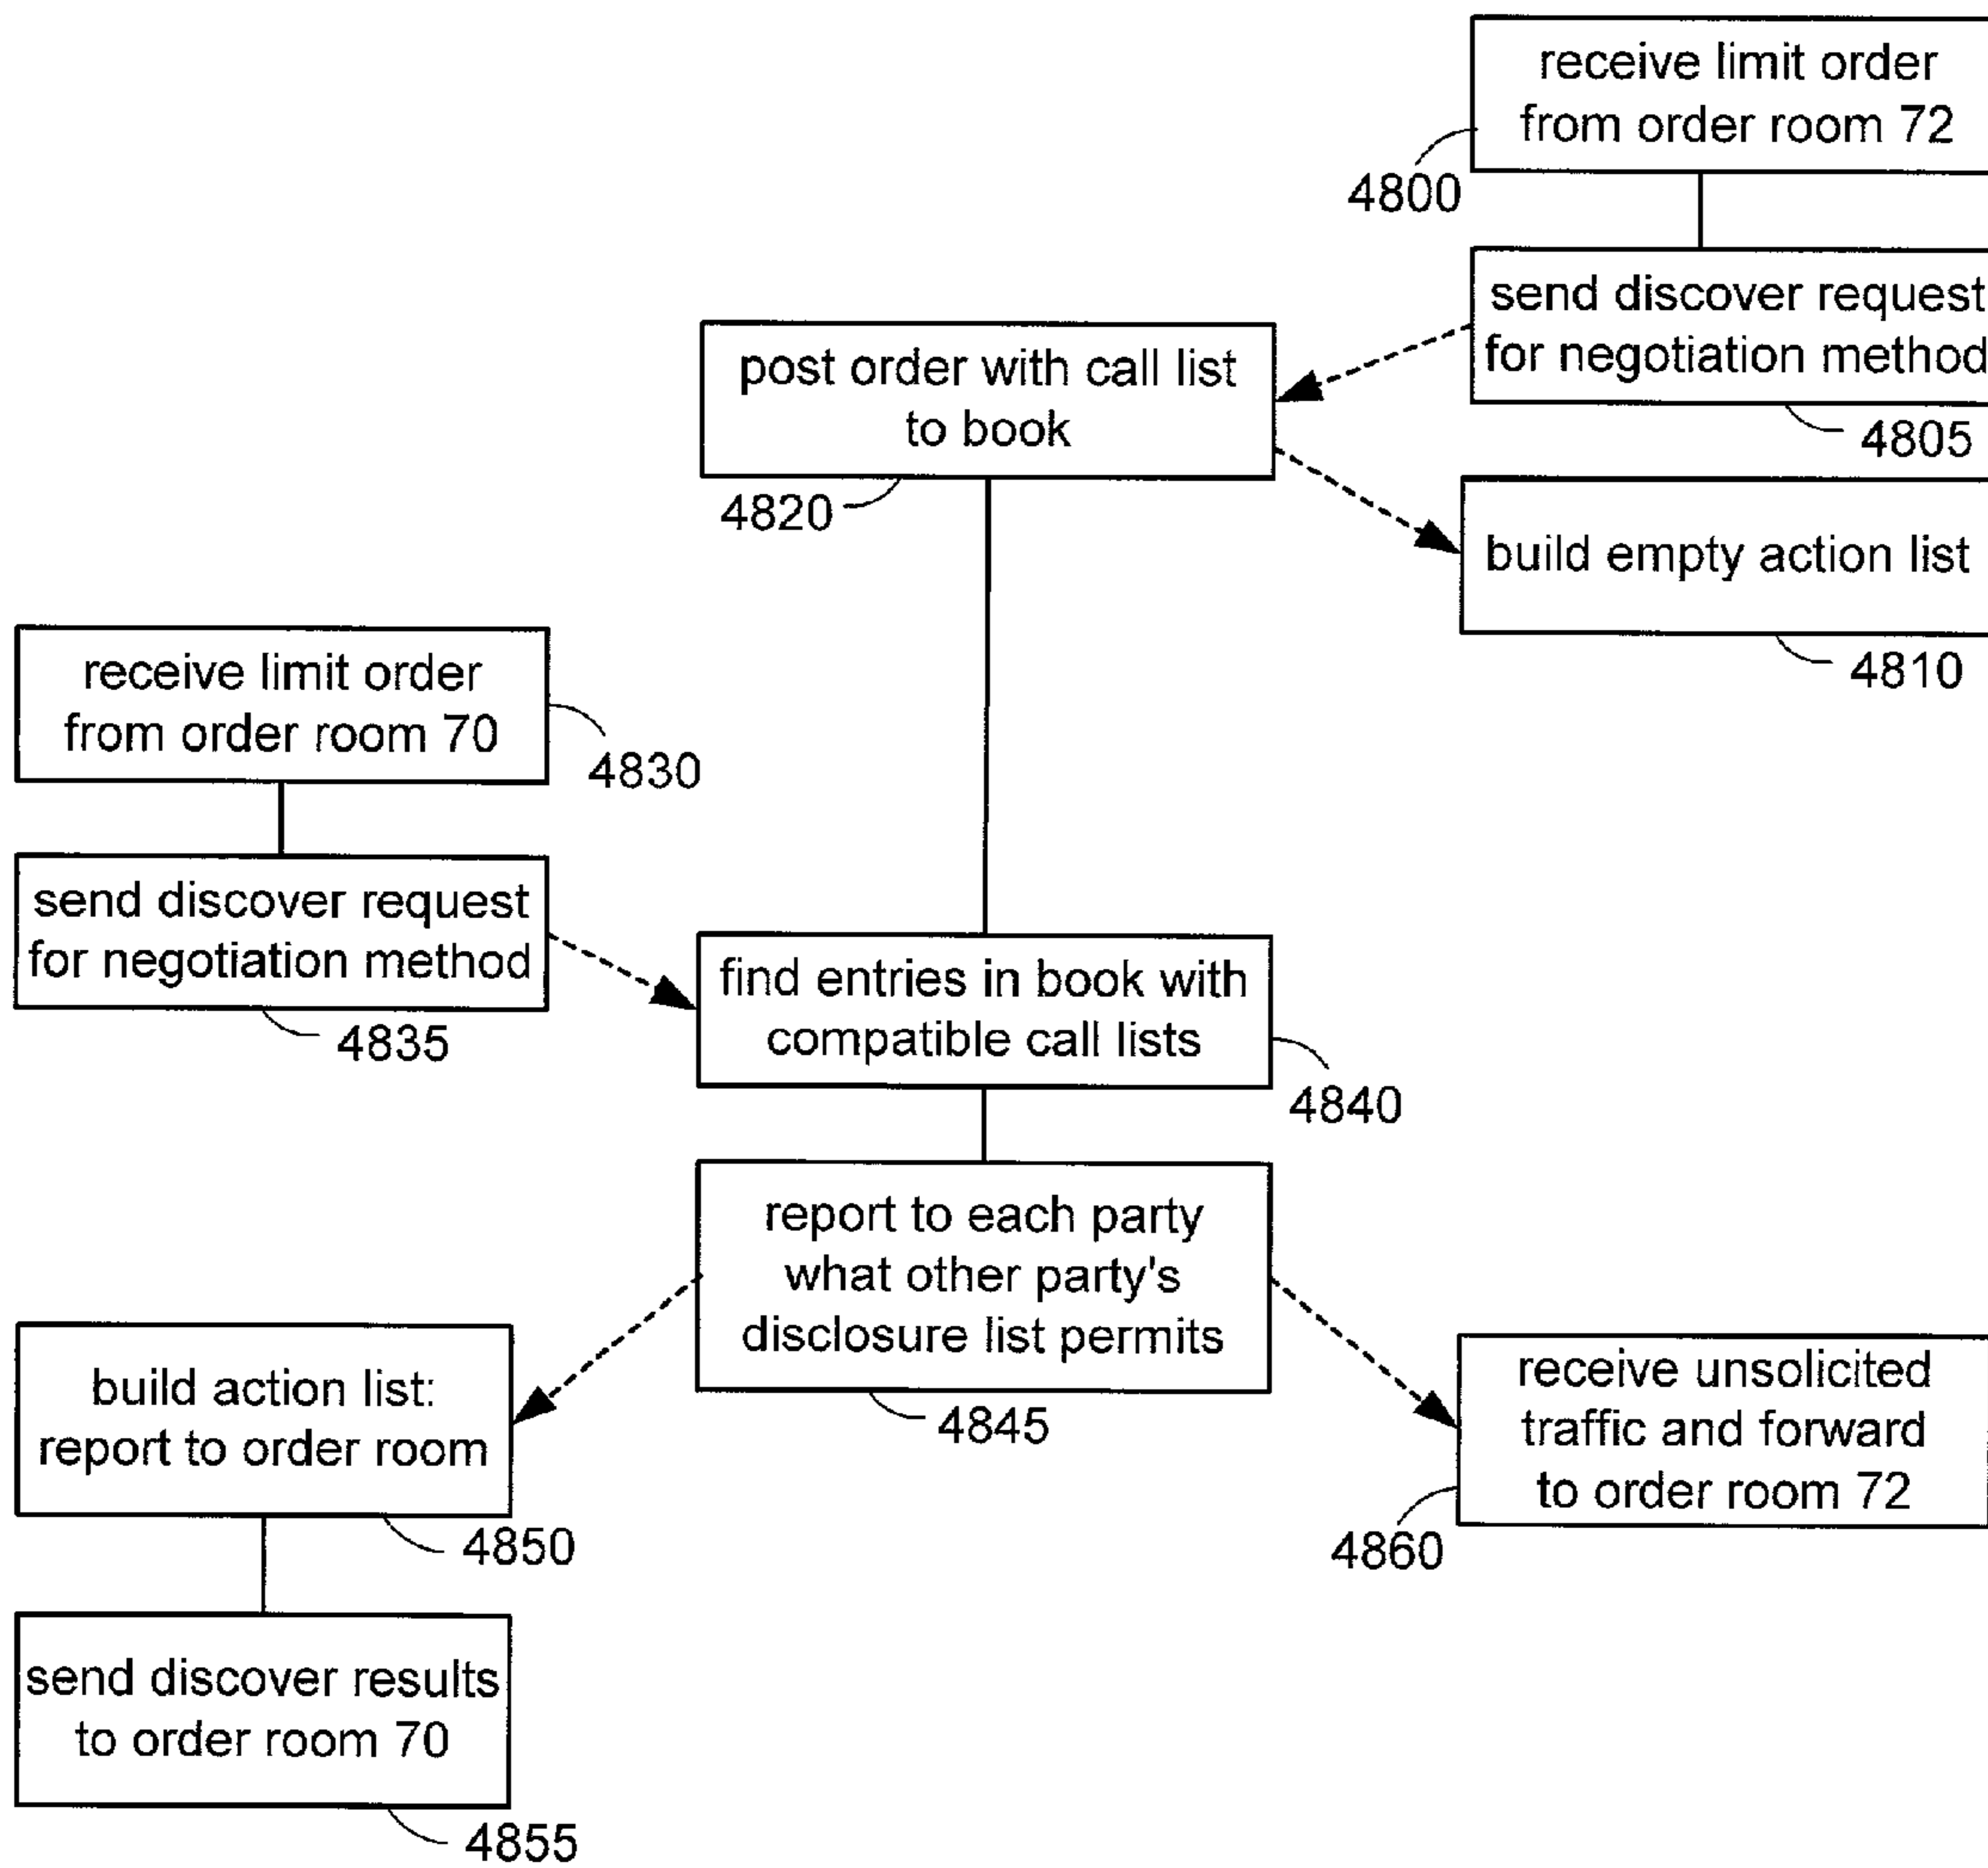 receive limit order
from order room 72
4800
send discover request
for negotiation method
4805
post order with call list
to book
4820
build empty action list
4810
receive limit order
from order room 70
4830
send discover request
for negotiation method
4835
find entries in book with
compatible call lists
4840
report to each party
what other party's
disclosure list permits
4845
build action list:
report to order room
4850
receive unsolicited
traffic and forward
to order room 72
4860
send discover results
to order room 70
4855